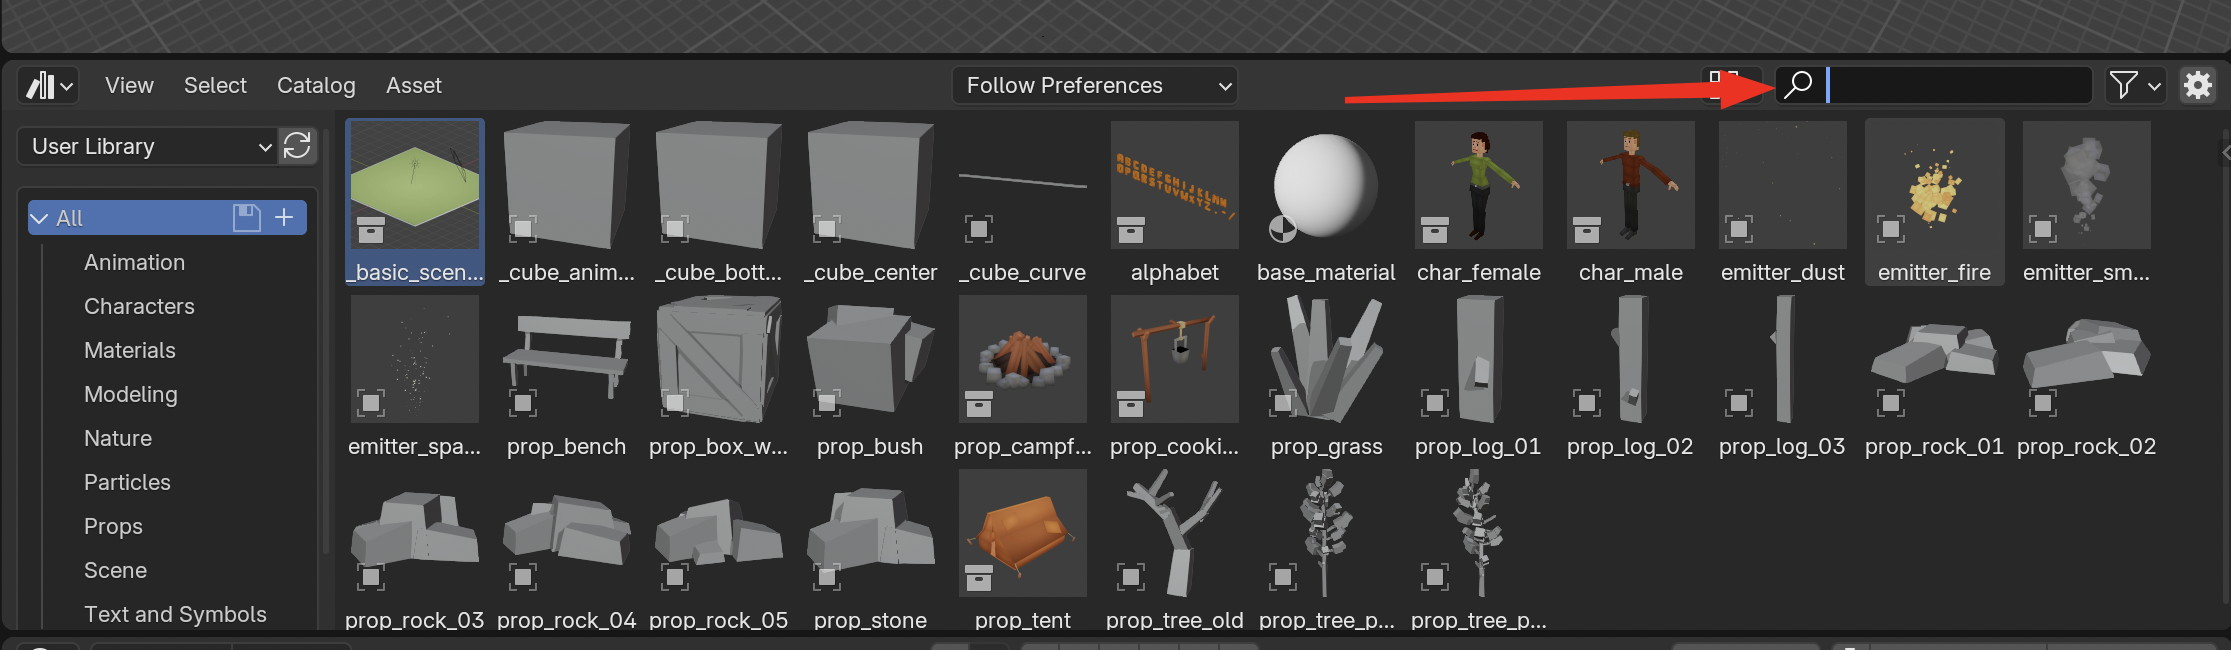 View Select Catalog Asset Follow Preferences
User Library
All
Animation
Characters
Materials
Modeling
Nature
Particles
Props
Scene
Text and Symbols
_basic_scen... _cube_anim... _cube_bott... _cube_center _cube_curve alphabet base_material char_female char_male emitter_dust emitter_fire emitter_sm...
emitter_spa... prop_bench prop_box_w... prop_bush prop_campf... prop_cooki... prop_grass prop_log_01 prop_log_02 prop_log_03 prop_rock_01 prop_rock_02
prop_rock_03 prop_rock_04 prop_rock_05 prop_stone prop_tent prop_tree_old prop_tree_p... prop_tree_p...